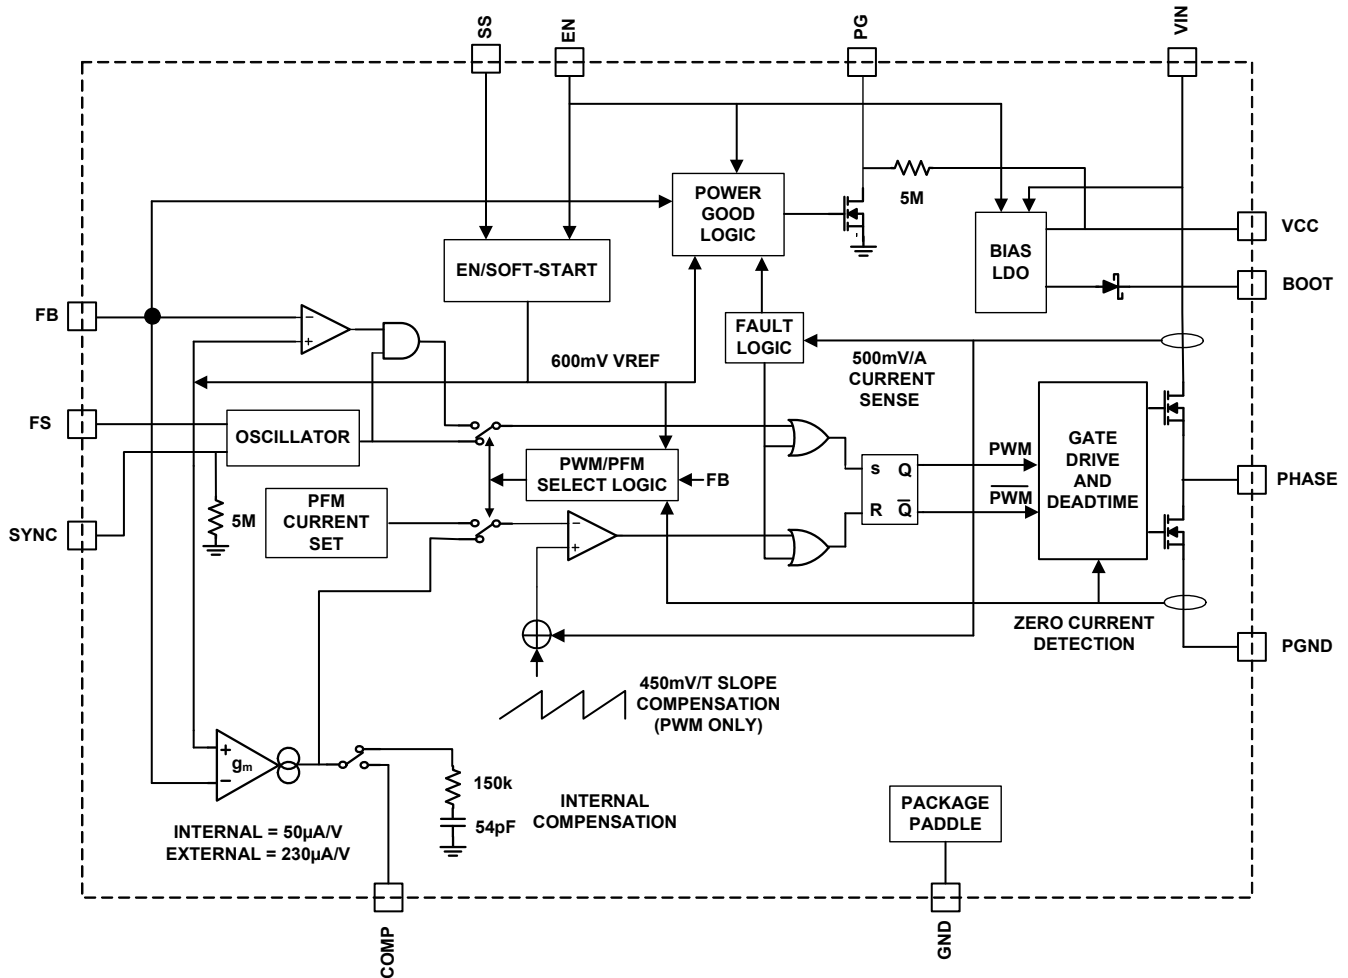 SS
EN
PG
VIN
POWER
GOOD
LOGIC
5M
EN/SOFT-START
BIAS
LDO
VCC
BOOT
FB
−
+
FAULT
LOGIC
600mV VREF
500mV/A
CURRENT
SENSE
FS
OSCILLATOR
PWM/PFM
SELECT LOGIC
FB
S Q
R Q̅
PWM
P̅W̅M̅
GATE
DRIVE
AND
DEADTIME
PHASE
SYNC
5M
PFM
CURRENT
SET
−
+
ZERO CURRENT
DETECTION
PGND
450mV/T SLOPE
COMPENSATION
(PWM ONLY)
+
gm
−
150k
54pF
INTERNAL
COMPENSATION
INTERNAL = 50µA/V
EXTERNAL = 230µA/V
PACKAGE
PADDLE
COMP
GND